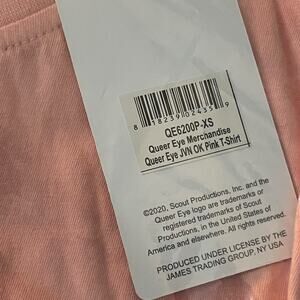 8 18239 02435 9
QE6200P-XS
Queer Eye Merchandise
Queer Eye JVN OK Pink T-Shirt
©2020, Scout Productions, Inc. and the
Queer Eye logo are trademarks or
registered trademarks of Scout
Productions, in the United States of
America and elsewhere. All rights reserved.
PRODUCED UNDER LICENSE BY THE
JAMES TRADING GROUP, NY USA